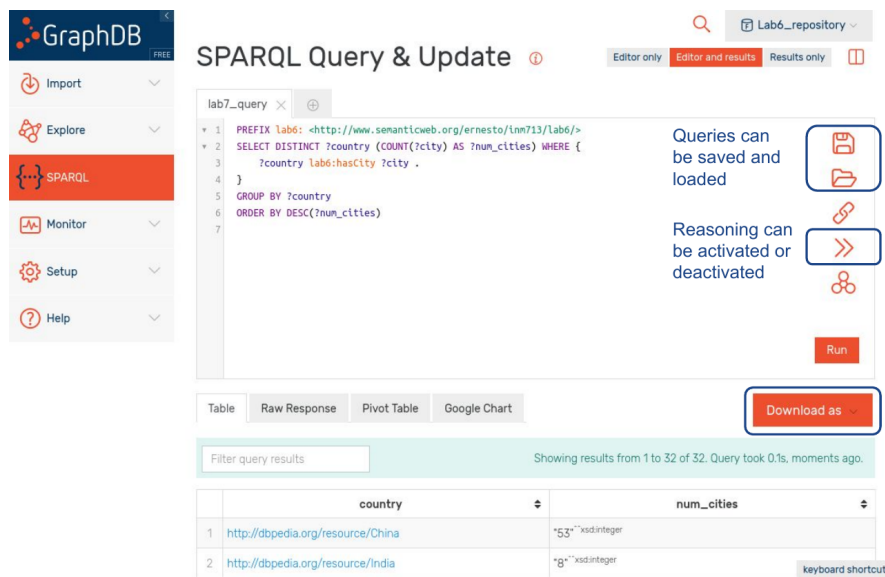 GraphDB
FREE
Import
Explore
SPARQL
Monitor
Setup
Help
Lab6_repository
SPARQL Query & Update
Editor only
Editor and results
Results only
lab7_query
1 PREFIX lab6: <http://www.semanticweb.org/ernesto/inm713/lab6/>
2 SELECT DISTINCT ?country (COUNT(?city) AS ?num_cities) WHERE {
3 ?country lab6:hasCity ?city .
4 }
5 GROUP BY ?country
6 ORDER BY DESC(?num_cities)
7
Queries can
be saved and
loaded
Reasoning can
be activated or
deactivated
Run
Table
Raw Response
Pivot Table
Google Chart
Download as
Filter query results
Showing results from 1 to 32 of 32. Query took 0.1s, moments ago.
country num_cities
1 http://dbpedia.org/resource/China "53"^^xsd:integer
2 http://dbpedia.org/resource/India "8"^^xsd:integer
keyboard shortcut